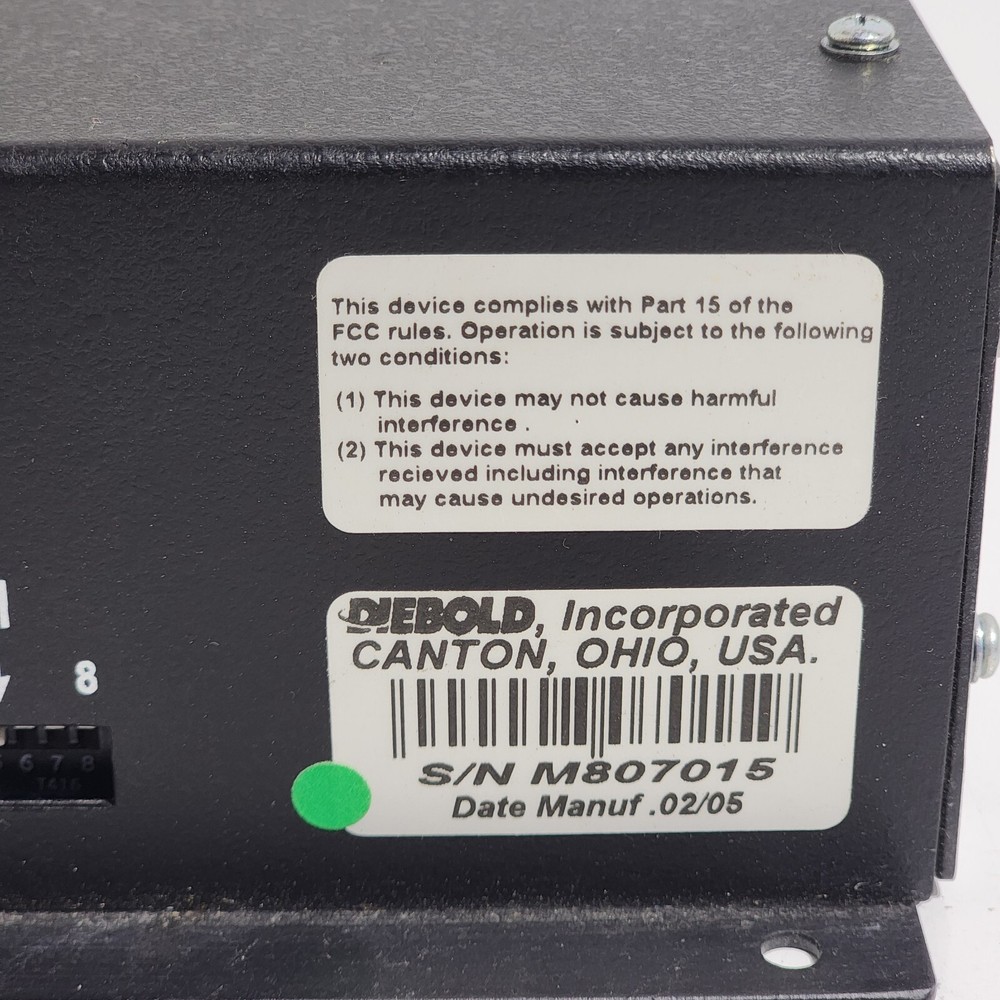 This device complies with Part 15 of the
FCC rules. Operation is subject to the following
two conditions:
(1) This device may not cause harmful
interference .
(2) This device must accept any interference
recieved including interference that
may cause undesired operations.
8
6 7 8
DIEBOLD, Incorporated
CANTON, OHIO, USA.
S/N M807015
Date Manuf .02/05